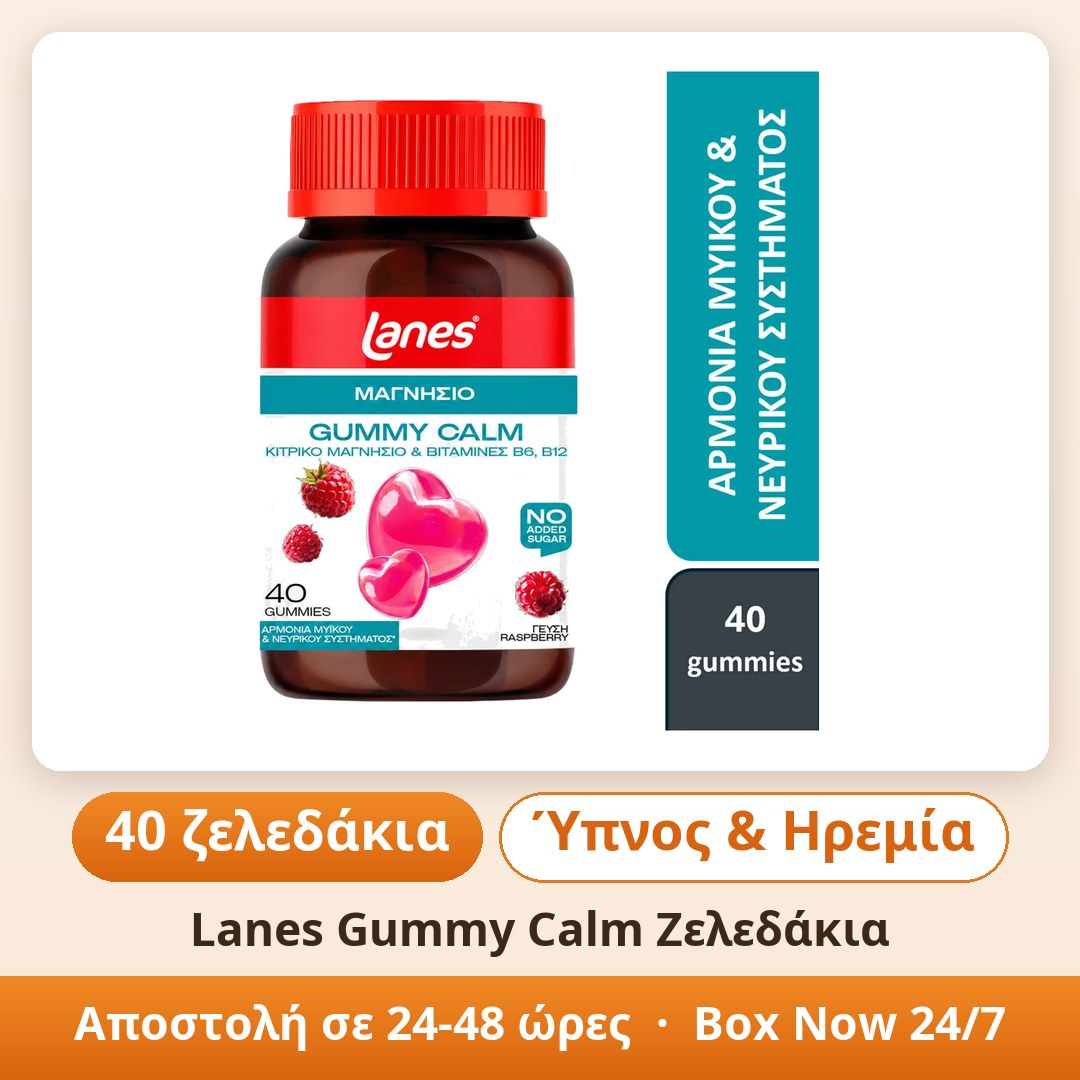 Lanes®
ΜΑΓΝΗΣΙΟ
GUMMY CALM
ΚΙΤΡΙΚΟ ΜΑΓΝΗΣΙΟ & ΒΙΤΑΜΙΝΕΣ B6, B12
NO
ADDED
SUGAR
40
GUMMIES
ΑΡΜΟΝΙΑ ΜΥΪΚΟΥ
& ΝΕΥΡΙΚΟΥ ΣΥΣΤΗΜΑΤΟΣ*
ΓΕΥΣΗ
RASPBERRY
ΑΡΜΟΝΙΑ ΜΥΙΚΟΥ &
ΝΕΥΡΙΚΟΥ ΣΥΣΤΗΜΑΤΟΣ
40
gummies
40 ζελεδάκια
Ύπνος & Ηρεμία
Lanes Gummy Calm Ζελεδάκια
Αποστολή σε 24-48 ώρες · Box Now 24/7